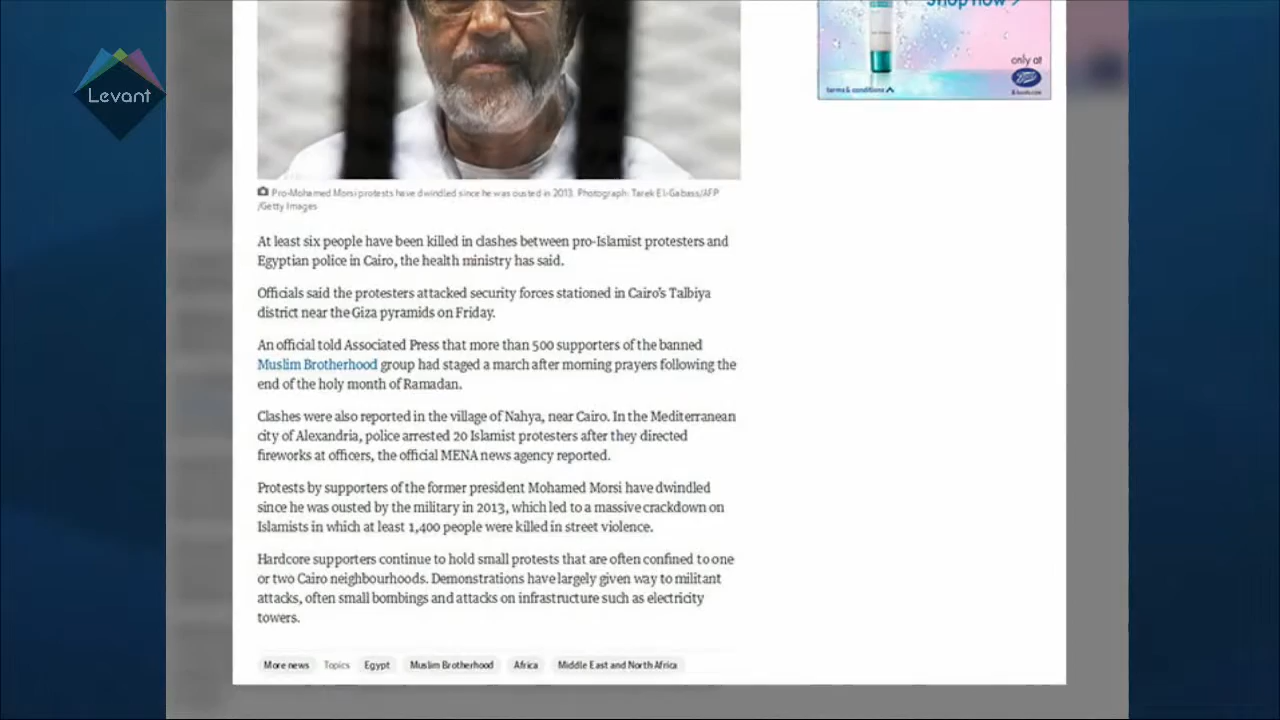 Levant
Shop now >
only at
Boots
& boots.com
terms & conditions
Pro-Mohamed Morsi protests have dwindled since he was ousted in 2013. Photograph: Tarek El-Gabass/AFP
/Getty Images
At least six people have been killed in clashes between pro-Islamist protesters and
Egyptian police in Cairo, the health ministry has said.
Officials said the protesters attacked security forces stationed in Cairo's Talbiya
district near the Giza pyramids on Friday.
An official told Associated Press that more than 500 supporters of the banned
Muslim Brotherhood group had staged a march after morning prayers following the
end of the holy month of Ramadan.
Clashes were also reported in the village of Nahya, near Cairo. In the Mediterranean
city of Alexandria, police arrested 20 Islamist protesters after they directed
fireworks at officers, the official MENA news agency reported.
Protests by supporters of the former president Mohamed Morsi have dwindled
since he was ousted by the military in 2013, which led to a massive crackdown on
Islamists in which at least 1,400 people were killed in street violence.
Hardcore supporters continue to hold small protests that are often confined to one
or two Cairo neighbourhoods. Demonstrations have largely given way to militant
attacks, often small bombings and attacks on infrastructure such as electricity
towers.
More news Topics Egypt Muslim Brotherhood Africa Middle East and North Africa